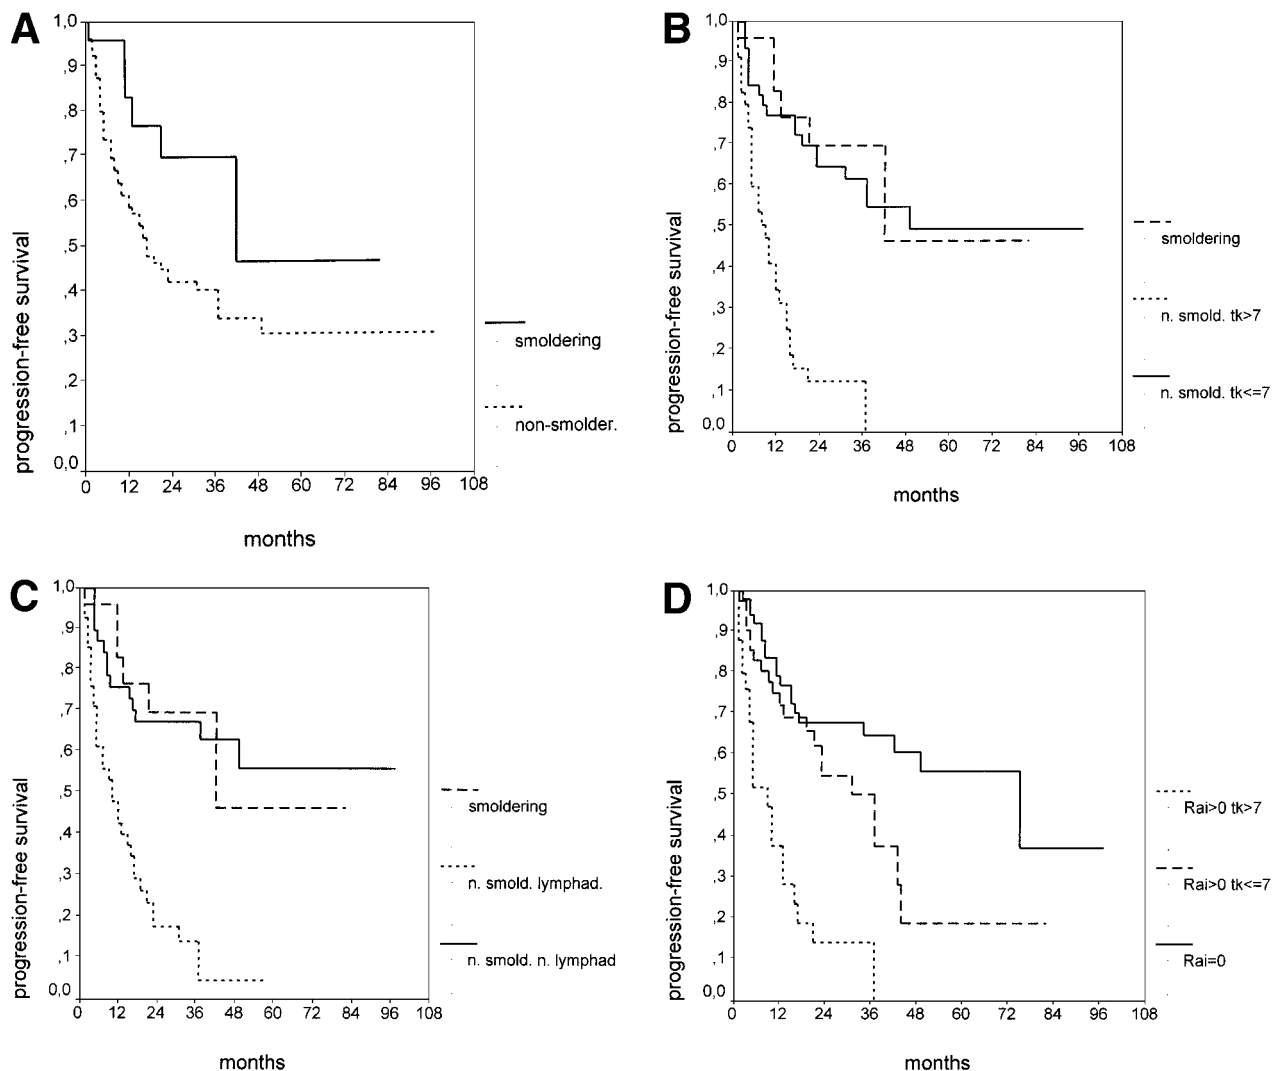 A
1,0
,9
,8
,7
,6
,5
,4
,3
,2
,1
0,0
progression-free survival
0 12 24 36 48 60 72 84 96 108
months
smoldering
non-smolder.
B
1,0
,9
,8
,7
,6
,5
,4
,3
,2
,1
0,0
progression-free survival
0 12 24 36 48 60 72 84 96 108
months
smoldering
n. smold. tk>7
n. smold. tk<=7
C
1,0
,9
,8
,7
,6
,5
,4
,3
,2
,1
0,0
progression-free survival
0 12 24 36 48 60 72 84 96 108
months
smoldering
n. smold. lymphad.
n. smold. n. lymphad
D
1,0
,9
,8
,7
,6
,5
,4
,3
,2
,1
0,0
progression-free survival
0 12 24 36 48 60 72 84 96 108
months
Rai>0 tk>7
Rai>0 tk<=7
Rai=0